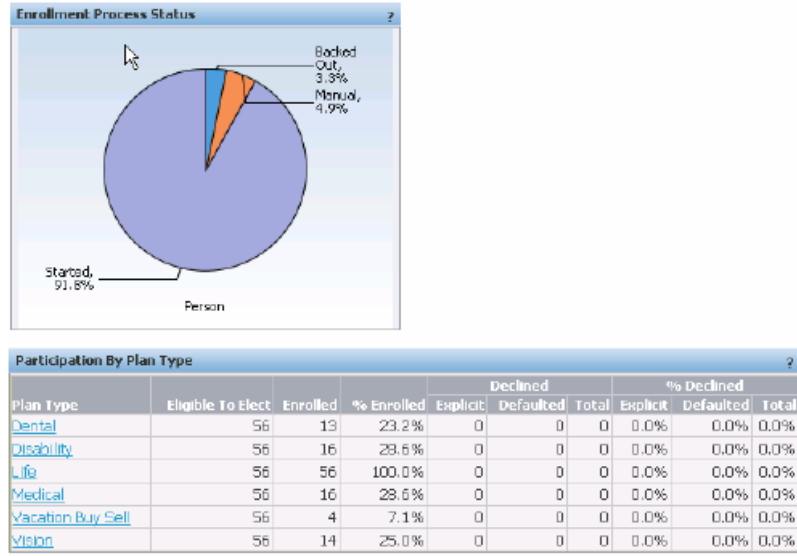 Enrollment Process Status ?
Backed
Out,
3.3%
Manual,
4.9%
Started,
91.8%
Person
Participation By Plan Type ?
Declined % Declined
Plan Type Eligible To Elect Enrolled % Enrolled Explicit Defaulted Total Explicit Defaulted Total
Dental 56 13 23.2% 0 0 0 0.0% 0.0% 0.0%
Disability 56 16 28.6% 0 0 0 0.0% 0.0% 0.0%
Life 56 56 100.0% 0 0 0 0.0% 0.0% 0.0%
Medical 56 16 28.6% 0 0 0 0.0% 0.0% 0.0%
Vacation Buy Sell 56 4 7.1% 0 0 0 0.0% 0.0% 0.0%
Vision 56 14 25.0% 0 0 0 0.0% 0.0% 0.0%